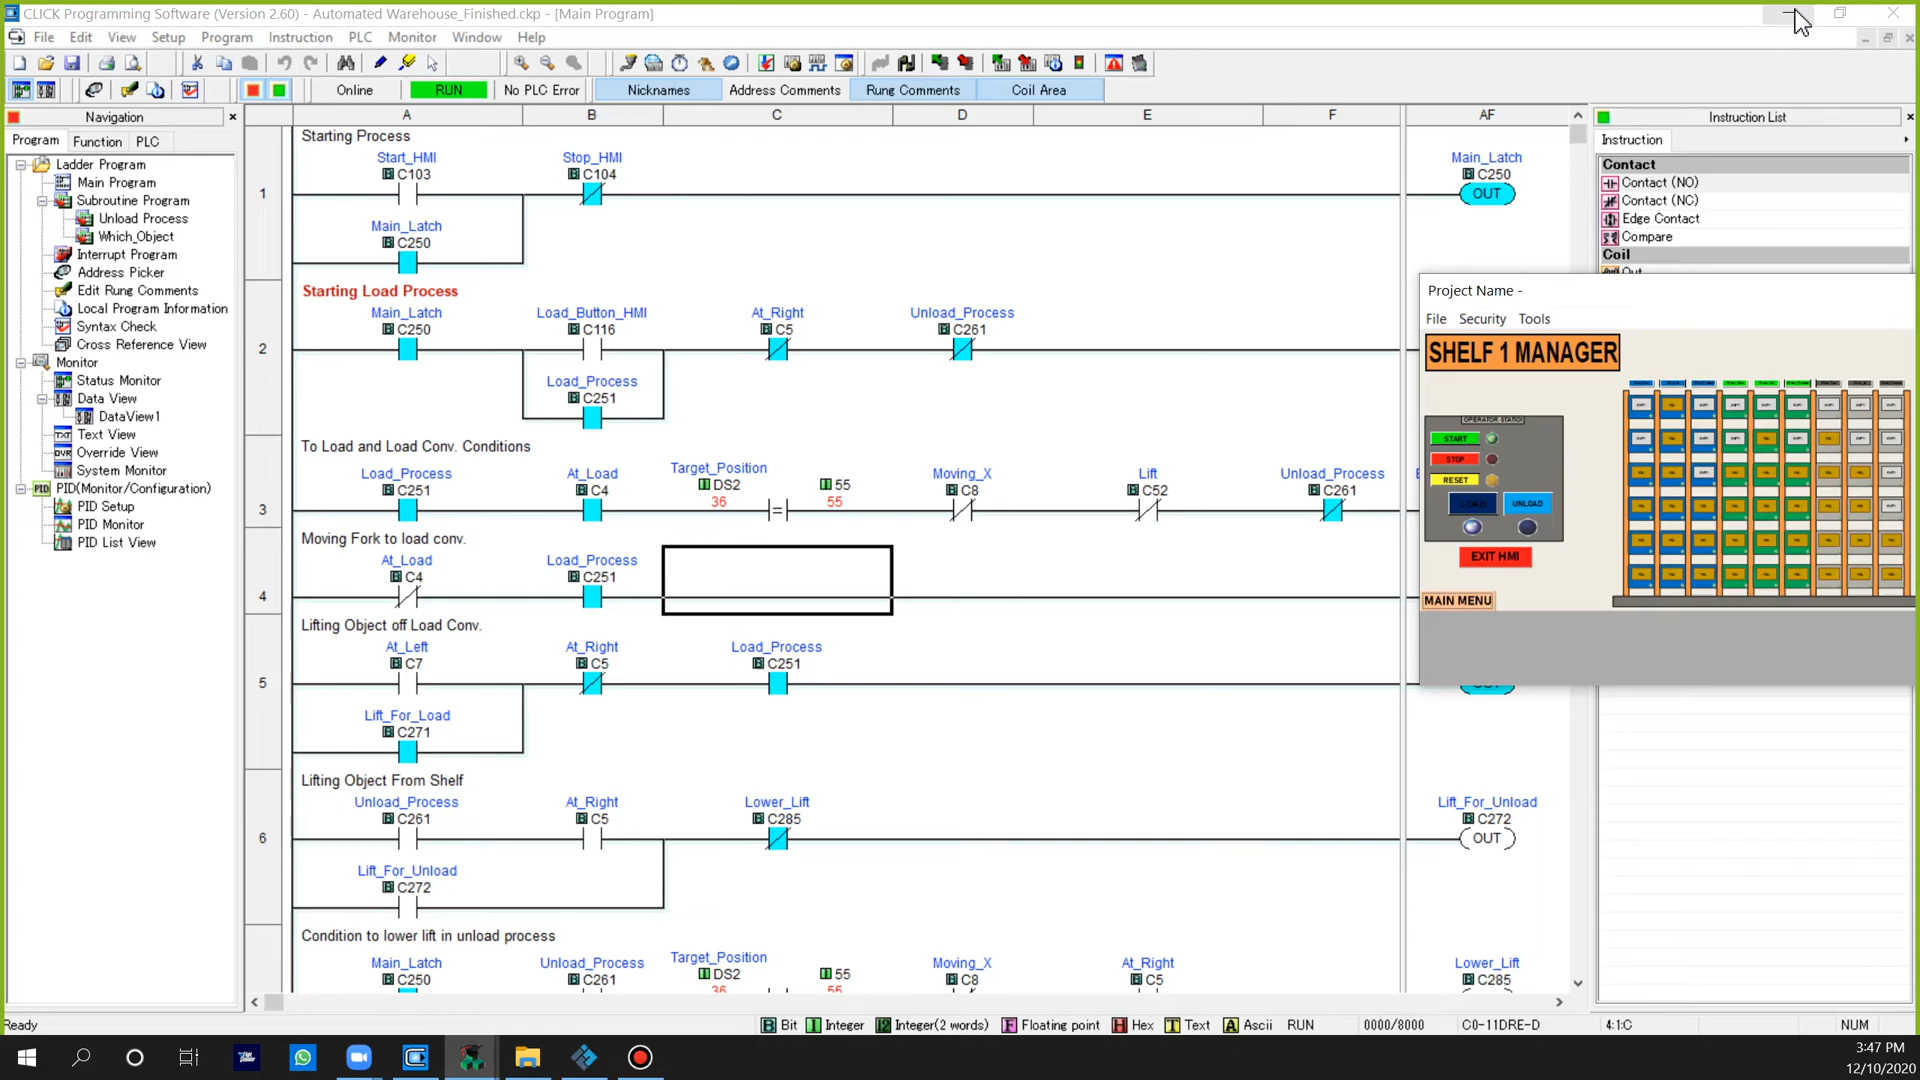 CLICK Programming Software (Version 2.60) - Automated Warehouse_Finished.ckp - [Main Program]
File Edit View Setup Program Instruction PLC Monitor Window Help
Online RUN No PLC Error Nicknames Address Comments Rung Comments Coil Area
Navigation
Program Function PLC
Ladder Program
Main Program
Subroutine Program
Unload Process
Which_Object
Interrupt Program
Address Picker
Edit Rung Comments
Local Program Information
Syntax Check
Cross Reference View
Monitor
Status Monitor
Data View
DataView1
Text View
Override View
System Monitor
PID(Monitor/Configuration)
PID Setup
PID Monitor
PID List View
A B C D E F AF
Starting Process
Start_HMI Stop_HMI Main_Latch
C103 C104 C250
1 OUT
Main_Latch
C250
Starting Load Process
Main_Latch Load_Button_HMI At_Right Unload_Process
C250 C116 C5 C261
2
Load_Process
C251
To Load and Load Conv. Conditions
Load_Process At_Load Target_Position Moving_X Lift Unload_Process
C251 C4 DS2 55 C8 C52 C261
36 = 55
3
Moving Fork to load conv.
At_Load Load_Process
C4 C251
4
Lifting Object off Load Conv.
At_Left At_Right Load_Process
C7 C5 C251
5
Lift_For_Load
C271
Lifting Object From Shelf
Unload_Process At_Right Lower_Lift Lift_For_Unload
C261 C5 C285 C272
6 OUT
Lift_For_Unload
C272
Condition to lower lift in unload process
Main_Latch Unload_Process Target_Position Moving_X At_Right Lower_Lift
C250 C261 DS2 55 C8 C5 C285
36 55
Instruction List
Instruction
Contact
Contact (NO)
Contact (NC)
Edge Contact
Compare
Coil
Out
Project Name -
File Security Tools
SHELF 1 MANAGER
OPERATOR STATION
START
STOP
RESET
LOAD UNLOAD
EXIT HMI
MAIN MENU
Ready
Bit Integer Integer(2 words) Floating point Hex Text Ascii RUN 0000/8000 C0-11DRE-D 4:1:C NUM
3:47 PM
12/10/2020